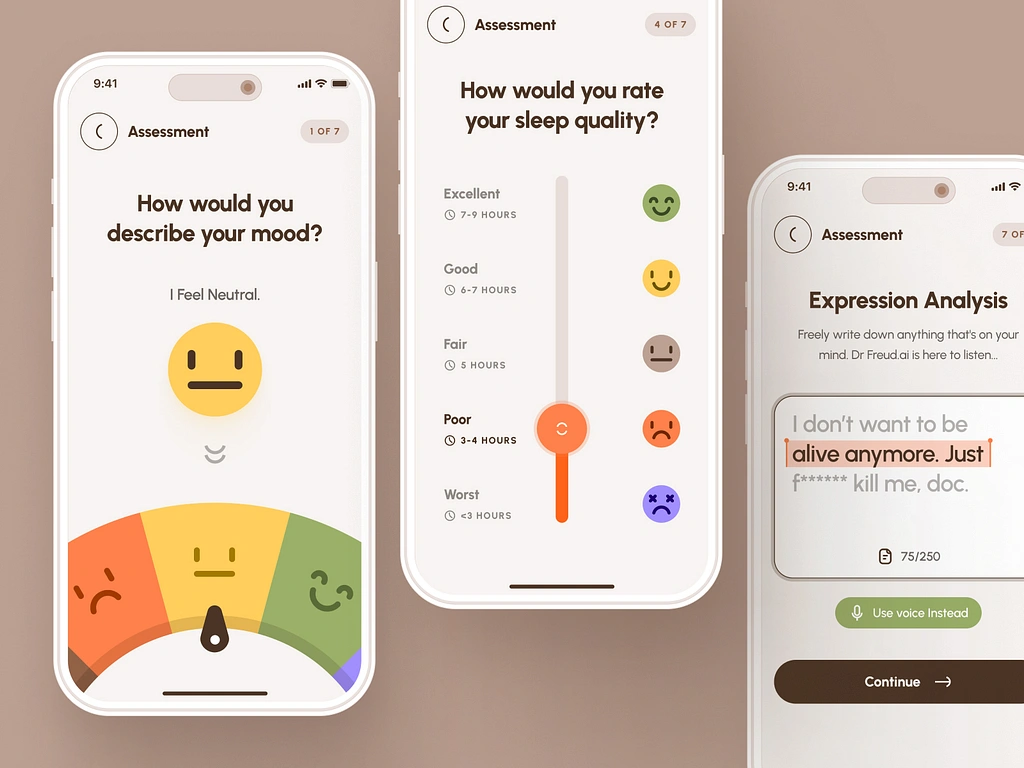 9:41
Assessment
1 OF 7
How would you
describe your mood?
I Feel Neutral.
Assessment
4 OF 7
How would you rate
your sleep quality?
Excellent
7-9 HOURS
Good
6-7 HOURS
Fair
5 HOURS
Poor
3-4 HOURS
Worst
<3 HOURS
9:41
Assessment
7 OF
Expression Analysis
Freely write down anything that's on your
mind. Dr Freud.ai is here to listen...
I don't want to be
alive anymore. Just
f****** kill me, doc.
75/250
Use voice Instead
Continue